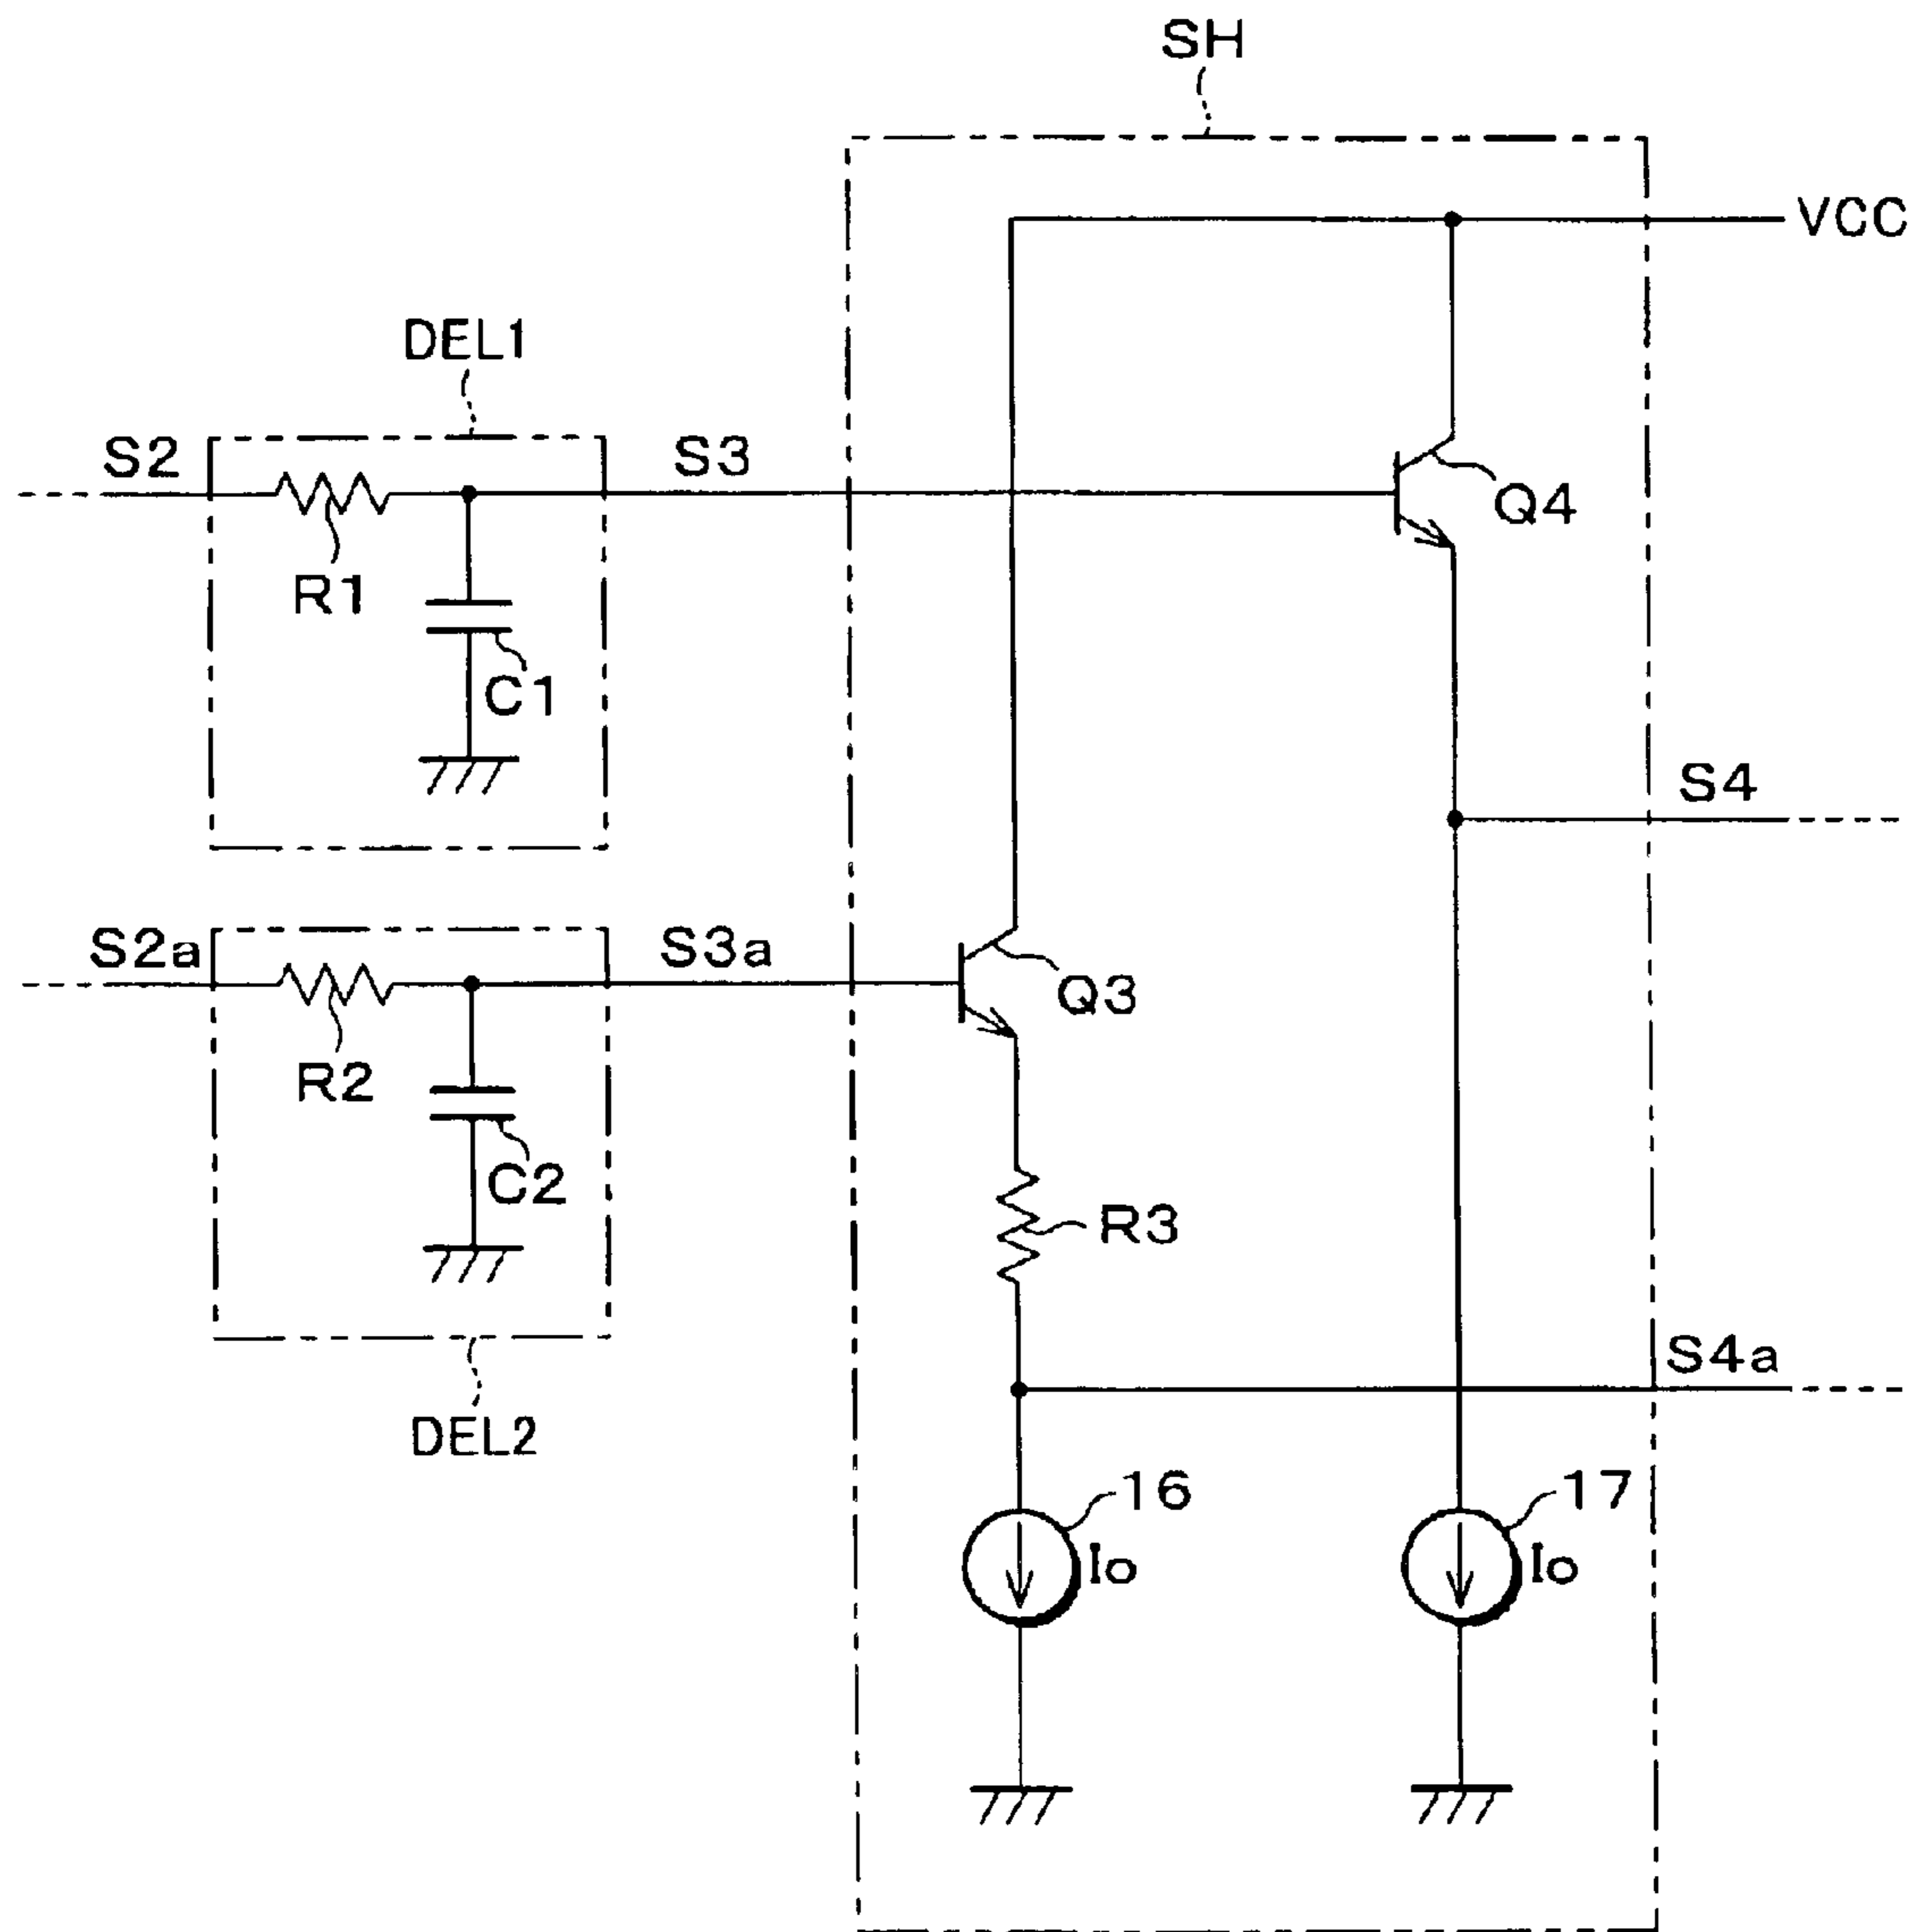 SH
VCC
DEL1
S2
S3
Q4
R1
C1
S4
S2a
S3a
Q3
R2
C2
R3
S4a
DEL2
16
17
Io
Io